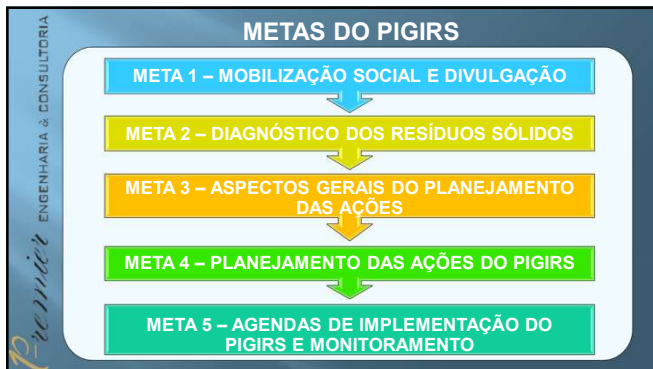 METAS DO PIGIRS
META 1 – MOBILIZAÇÃO SOCIAL E DIVULGAÇÃO
META 2 – DIAGNÓSTICO DOS RESÍDUOS SÓLIDOS
META 3 – ASPECTOS GERAIS DO PLANEJAMENTO
DAS AÇÕES
META 4 – PLANEJAMENTO DAS AÇÕES DO PIGIRS
META 5 – AGENDAS DE IMPLEMENTAÇÃO DO
PIGIRS E MONITORAMENTO
Premier ENGENHARIA & CONSULTORIA